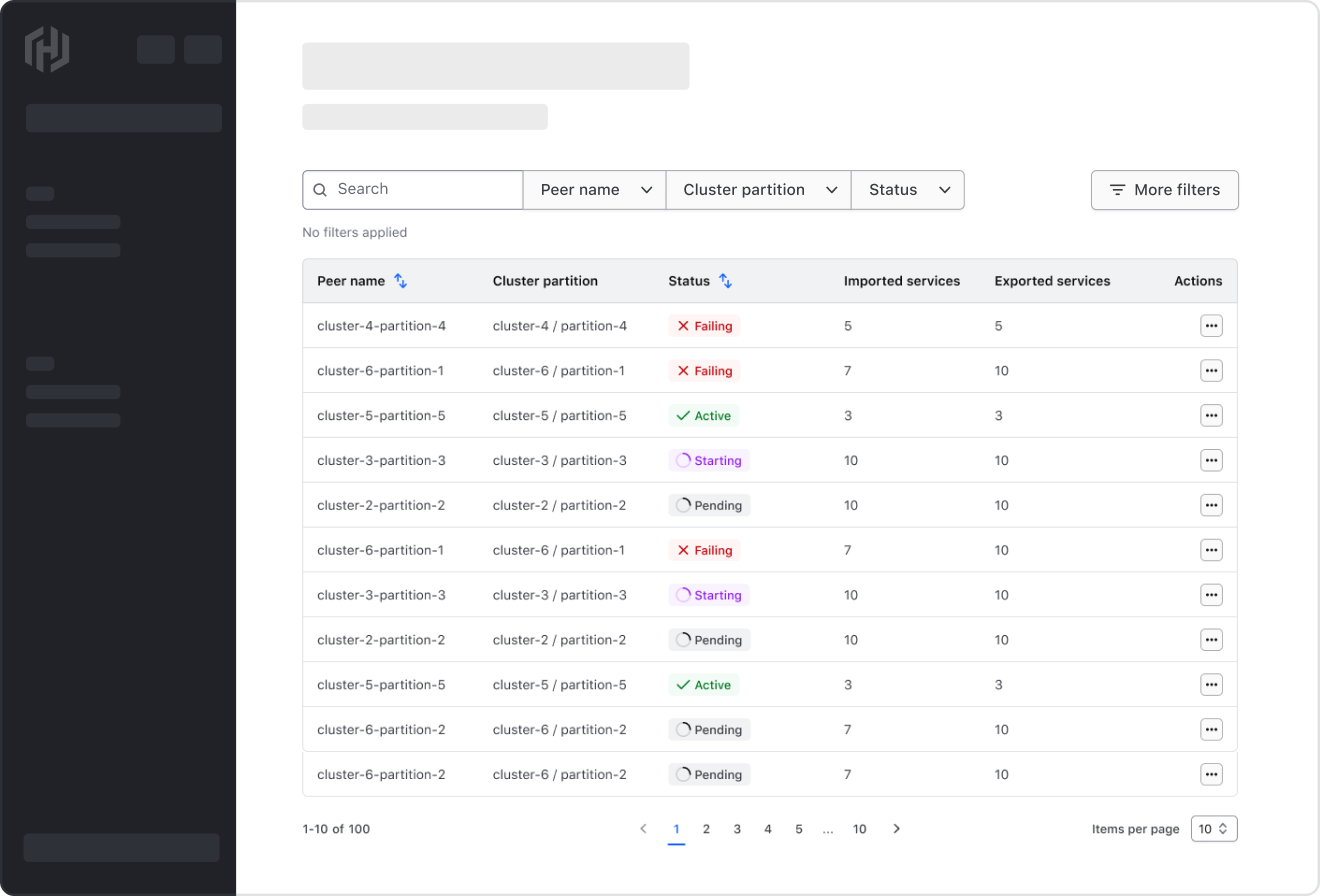 Search Peer name Cluster partition Status More filters
No filters applied
Peer name Cluster partition Status Imported services Exported services Actions
cluster-4-partition-4 cluster-4 / partition-4 Failing 5 5
cluster-6-partition-1 cluster-6 / partition-1 Failing 7 10
cluster-5-partition-5 cluster-5 / partition-5 Active 3 3
cluster-3-partition-3 cluster-3 / partition-3 Starting 10 10
cluster-2-partition-2 cluster-2 / partition-2 Pending 10 10
cluster-6-partition-1 cluster-6 / partition-1 Failing 7 10
cluster-3-partition-3 cluster-3 / partition-3 Starting 10 10
cluster-2-partition-2 cluster-2 / partition-2 Pending 10 10
cluster-5-partition-5 cluster-5 / partition-5 Active 3 3
cluster-6-partition-2 cluster-6 / partition-2 Pending 7 10
cluster-6-partition-2 cluster-6 / partition-2 Pending 7 10
1-10 of 100 1 2 3 4 5 ... 10 Items per page 10